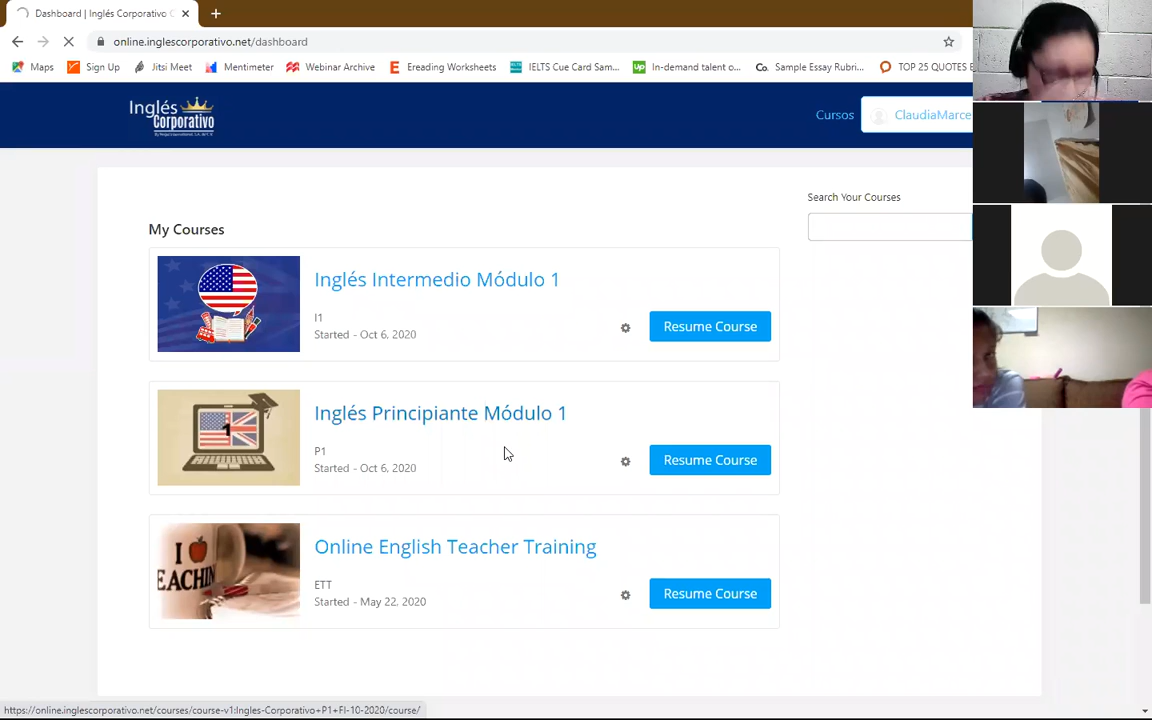 Dashboard | Inglés Corporativo
online.inglescorporativo.net/dashboard
Maps
Sign Up
Jitsi Meet
Mentimeter
Webinar Archive
Ereading Worksheets
IELTS Cue Card Sam...
Up In-demand talent o...
Co. Sample Essay Rubri...
TOP 25 QUOTES
Inglés
Corporativo
Cursos
ClaudiaMarce
Search Your Courses
My Courses
Inglés Intermedio Módulo 1
I1
Started - Oct 6, 2020
Resume Course
1
Inglés Principiante Módulo 1
P1
Started - Oct 6, 2020
Resume Course
I
EACHIN
Online English Teacher Training
ETT
Started - May 22, 2020
Resume Course
https://online.inglescorporativo.net/courses/course-v1:Ingles-Corporativo+P1+FI-10-2020/course/